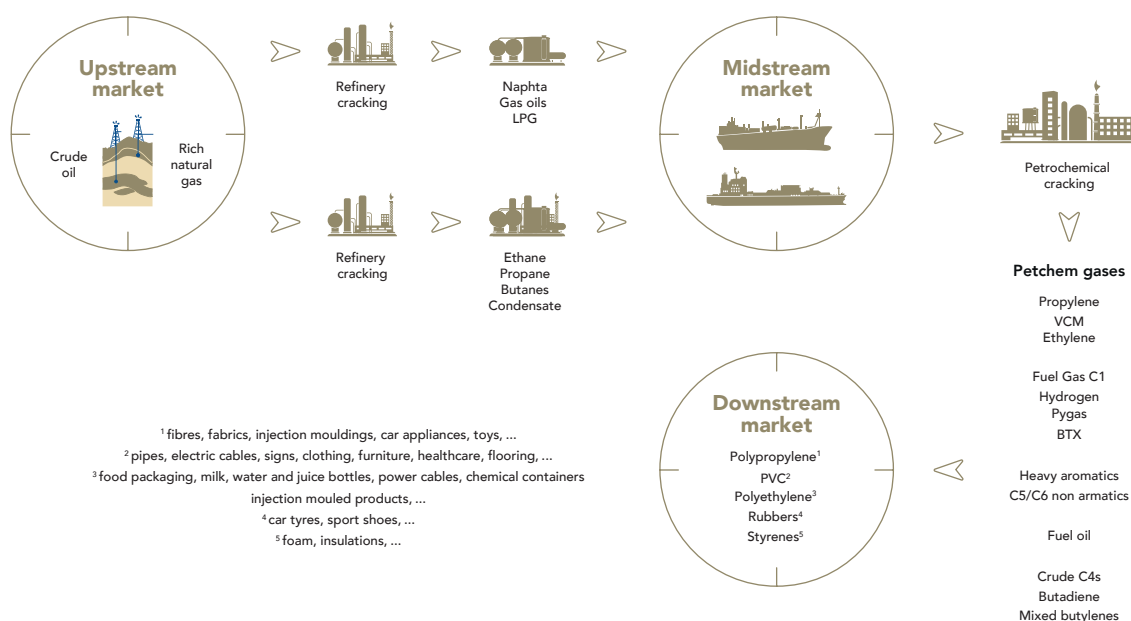 Upstream
market
Crude
oil
Rich
natural
gas
Refinery
cracking
Naphta
Gas oils
LPG
Refinery
cracking
Ethane
Propane
Butanes
Condensate
Midstream
market
Petrochemical
cracking
Petchem gases
Propylene
VCM
Ethylene
Fuel Gas C1
Hydrogen
Pygas
BTX
Heavy aromatics
C5/C6 non armatics
Fuel oil
Crude C4s
Butadiene
Mixed butylenes
Downstream
market
Polypropylene¹
PVC²
Polyethylene³
Rubbers⁴
Styrenes⁵
¹ fibres, fabrics, injection mouldings, car appliances, toys, ...
² pipes, electric cables, signs, clothing, furniture, healthcare, flooring, ...
³ food packaging, milk, water and juice bottles, power cables, chemical containers
injection mouled products, ...
⁴ car tyres, sport shoes, ...
⁵ foam, insulations, ...